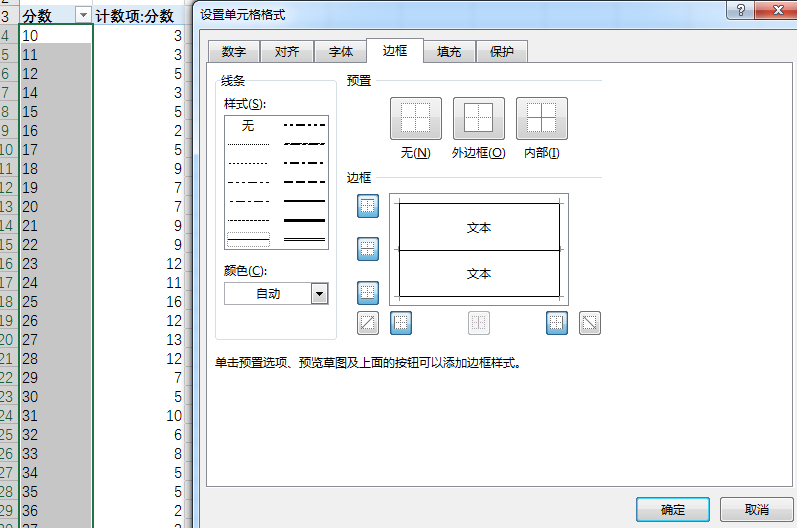 设置单元格格式
数字 对齐 字体 边框 填充 保护
线条
样式(S):
无
颜色(C):
自动
预置
无(N) 外边框(O) 内部(I)
边框
文本
文本
单击预置选项、预览草图及上面的按钮可以添加边框样式。
确定 取消
3 分数 计数项:分数
4 10 3
5 11 3
6 12 5
7 14 3
8 15 5
9 16 2
10 17 5
11 18 9
12 19 7
13 20 7
14 21 9
15 22 9
16 23 12
17 24 11
18 25 16
19 26 12
20 27 13
21 28 12
22 29 7
23 30 5
24 31 10
25 32 6
26 33 8
27 34 5
28 35 5
29 36 2